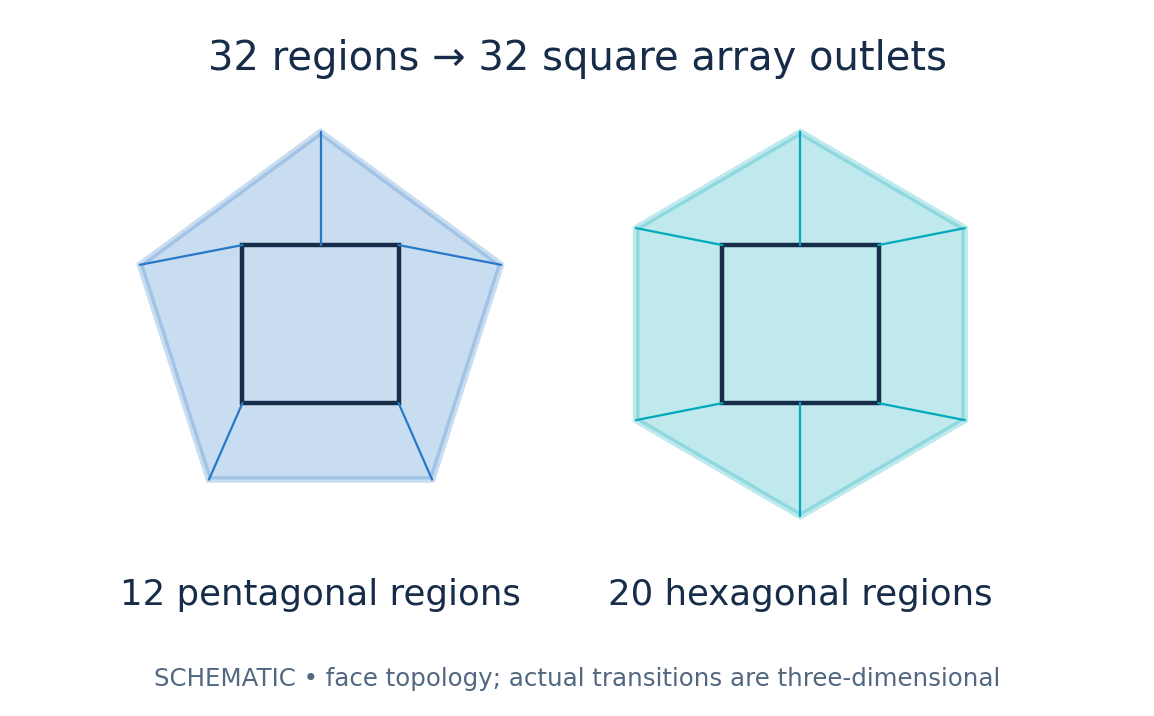 32 regions → 32 square array outlets
12 pentagonal regions
20 hexagonal regions
SCHEMATIC • face topology; actual transitions are three-dimensional